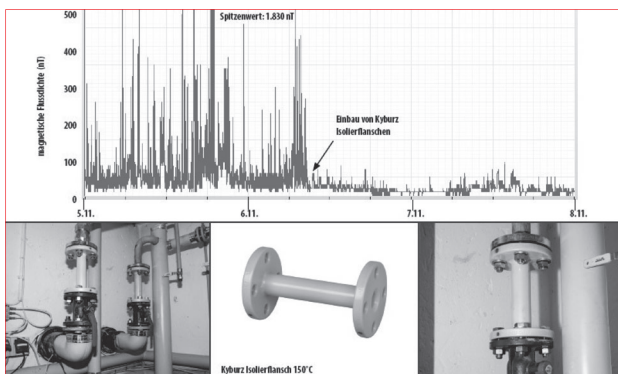 500
Spitzenwert: 1.830 nT
400
magnetische Flussdichte (nT)
300
Einbau von Kyburz
Isolierflanschen
200
100
0
5.11.
6.11.
7.11.
8.11.
Kyburz Isolierflansch 150°C